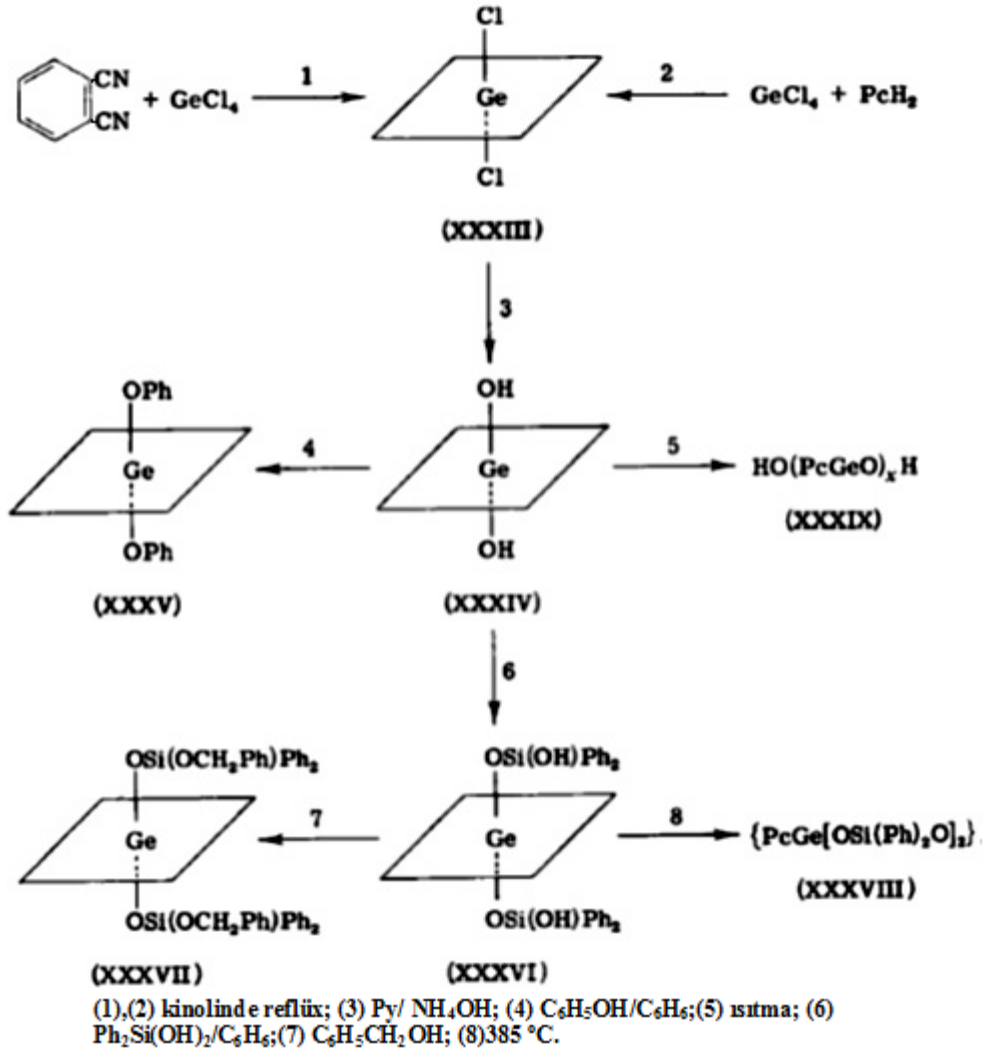 Cl
CN
+ GeCl₄
1
Ge
2
GeCl₄ + PcH₂
CN
Cl
(XXXIII)
3
OPh
OH
Ge
4
Ge
5
HO(PcGeO)ₓH
(XXXIX)
OPh
OH
(XXXV)
(XXXIV)
6
OSi(OCH₂Ph)Ph₂
OSi(OH)Ph₂
Ge
7
Ge
8
{PcGe[OSi(Ph)₂O]₂}
(XXXVIII)
OSi(OCH₂Ph)Ph₂
OSi(OH)Ph₂
(XXXVII)
(XXXVI)
(1),(2) kinolinde reflüx; (3) Py/ NH₄OH; (4) C₆H₅OH/C₆H₆;(5) ısıtma; (6)
Ph₂Si(OH)₂/C₆H₆;(7) C₆H₅CH₂OH; (8)385 °C.